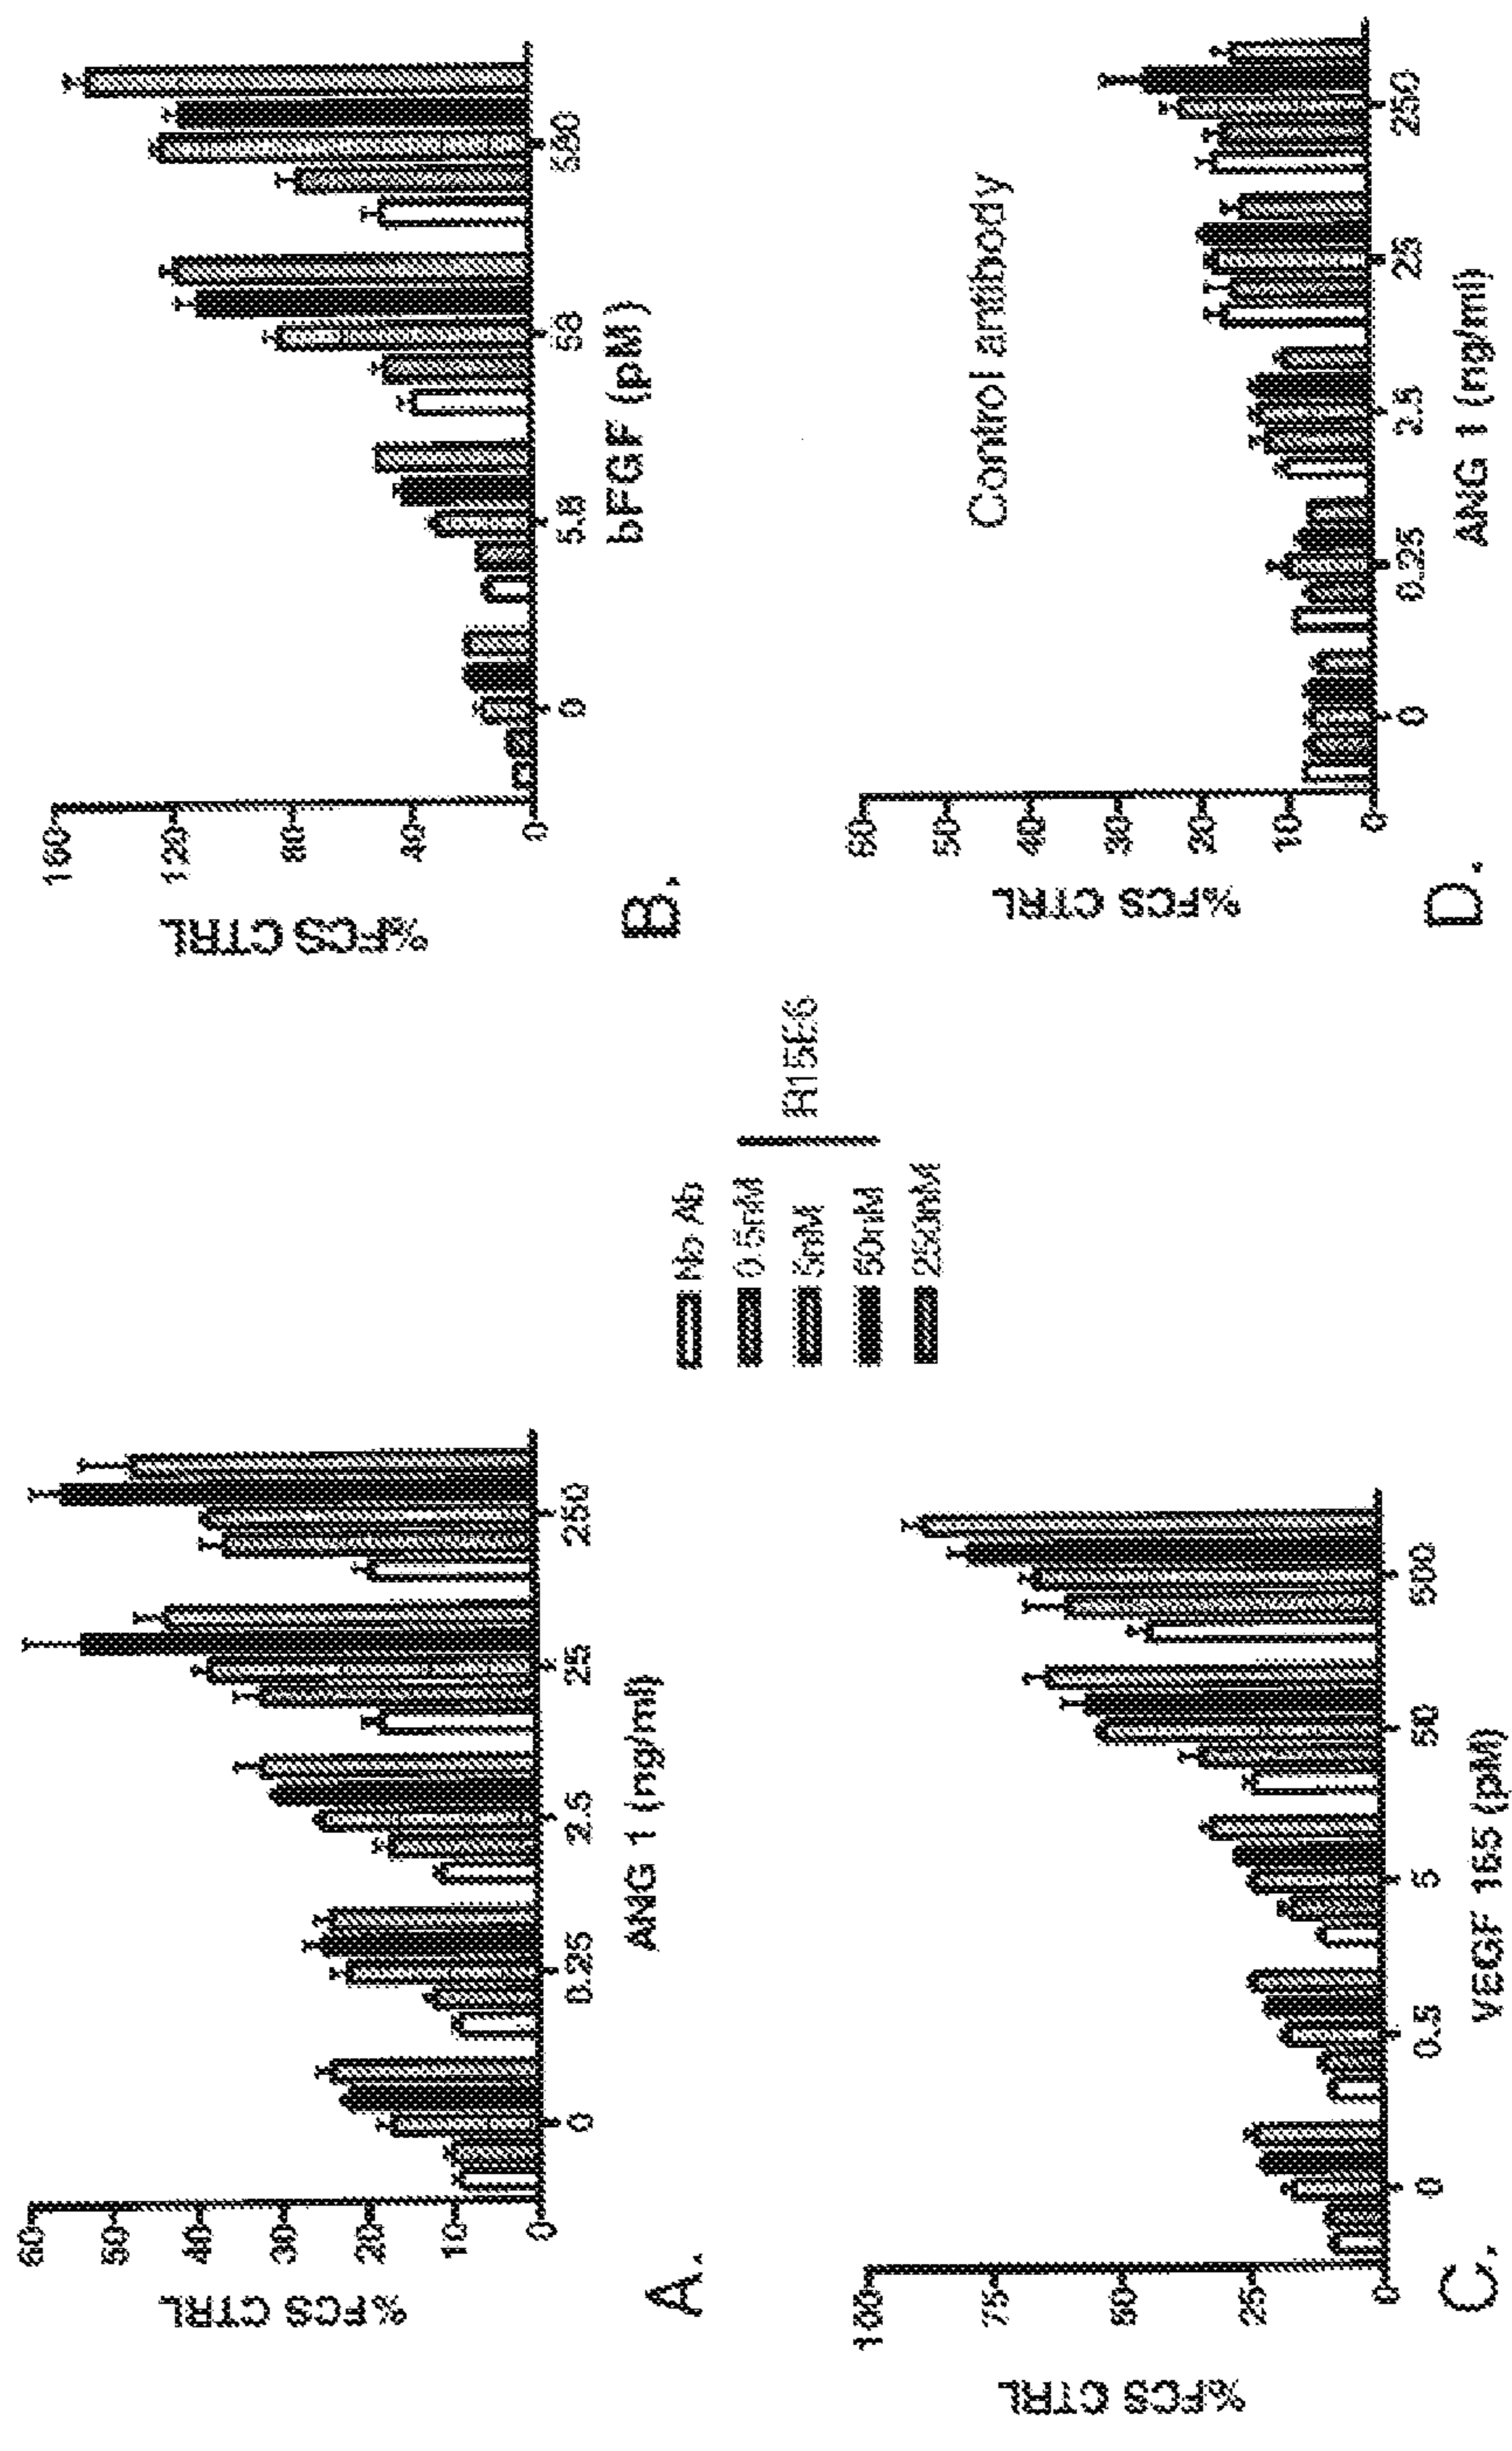 %FCS CTRL
60
50
40
30
20
10
0
0
0.25
2.5
25
250
ANG 1 (ng/ml)
A.
%FCS CTRL
160
120
80
40
0
0
5.8
58
580
bFGF (pM)
B.
No Ab
0.5nM
5nM
50nM
250nM
R15E6
%FCS CTRL
100
75
50
25
0
0
0.5
5
50
500
VEGF 165 (pM)
C.
Control antibody
%FCS CTRL
60
50
40
30
20
10
0
0
0.25
2.5
25
250
ANG 1 (ng/ml)
D.